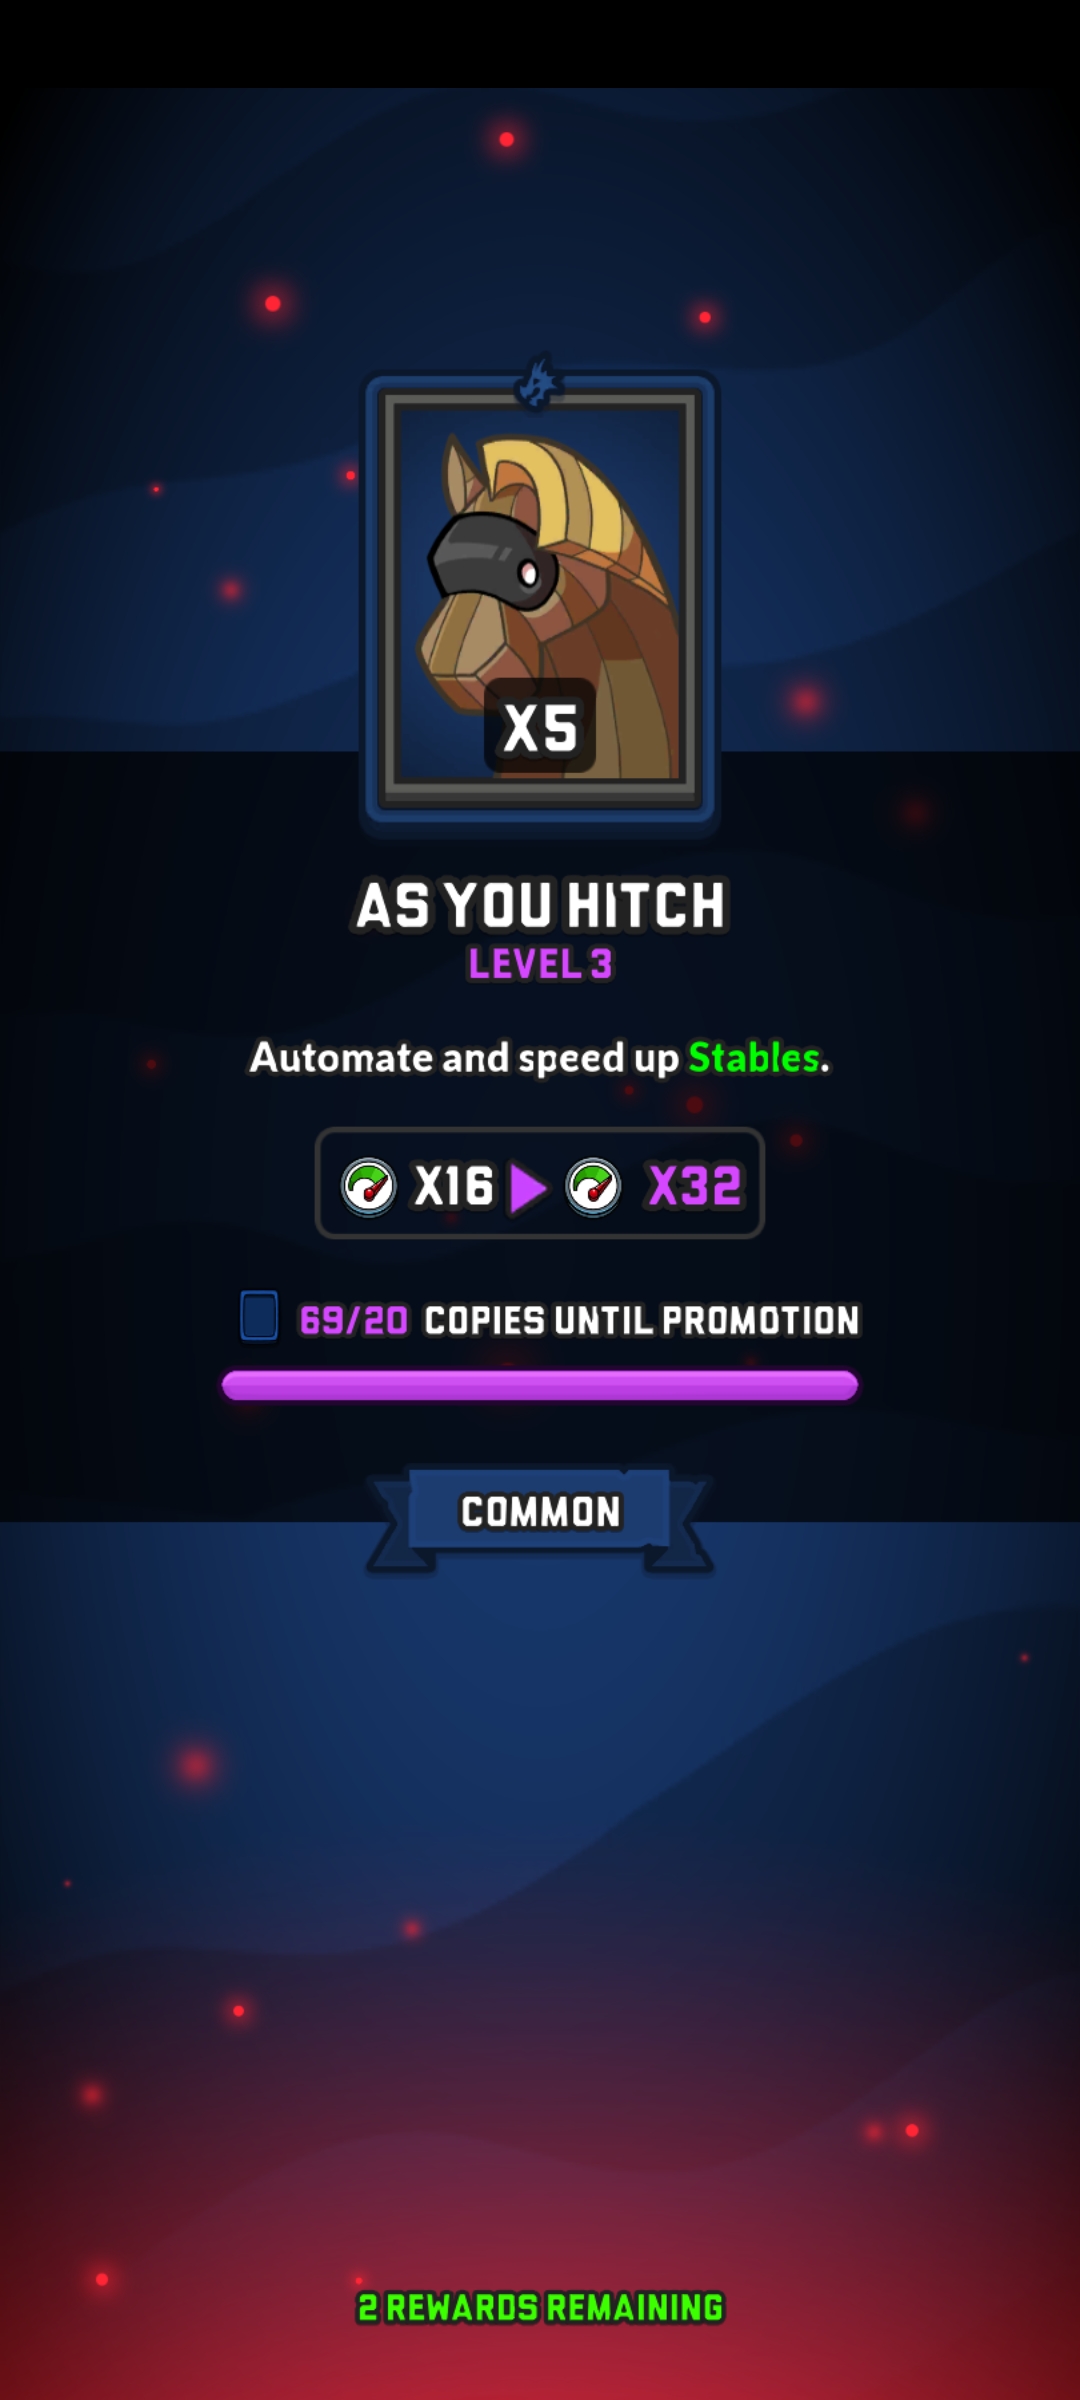 X5
AS YOU HITCH
LEVEL 3
Automate and speed up Stables.
X16 X32
69/20 COPIES UNTIL PROMOTION
COMMON
2 REWARDS REMAINING